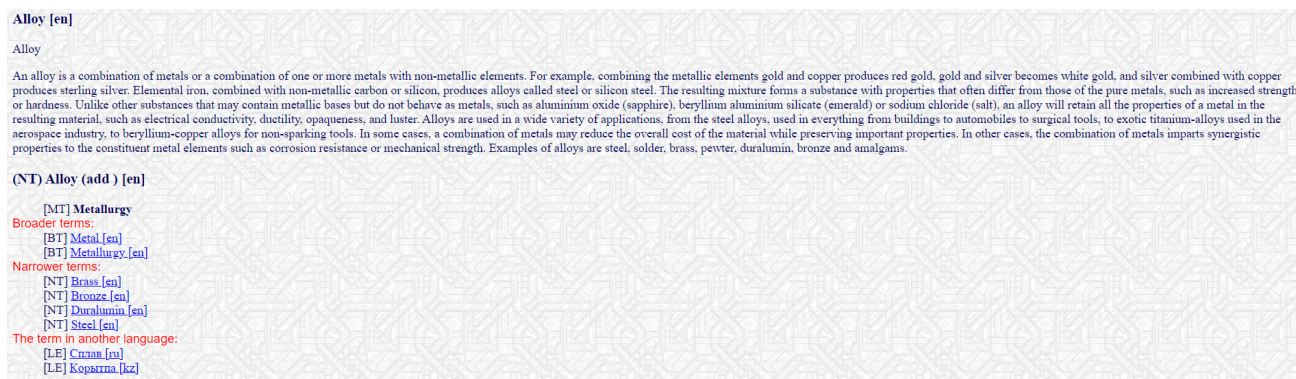 Alloy [en]
Alloy
An alloy is a combination of metals or a combination of one or more metals with non-metallic elements. For example, combining the metallic elements gold and copper produces red gold, gold and silver becomes white gold, and silver combined with copper
produces sterling silver. Elemental iron, combined with non-metallic carbon or silicon, produces alloys called steel or silicon steel. The resulting mixture forms a substance with properties that often differ from those of the pure metals, such as increased strength
or hardness. Unlike other substances that may contain metallic bases but do not behave as metals, such as aluminium oxide (sapphire), beryllium aluminium silicate (emerald) or sodium chloride (salt), an alloy will retain all the properties of a metal in the
resulting material, such as electrical conductivity, ductility, opaqueness, and luster. Alloys are used in a wide variety of applications, from the steel alloys, used in everything from buildings to automobiles to surgical tools, to exotic titanium-alloys used in the
aerospace industry, to beryllium-copper alloys for non-sparking tools. In some cases, a combination of metals may reduce the overall cost of the material while preserving important properties. In other cases, the combination of metals imparts synergistic
properties to the constituent metal elements such as corrosion resistance or mechanical strength. Examples of alloys are steel, solder, brass, pewter, duralumin, bronze and amalgams.
(NT) Alloy (add ) [en]
[MT] Metallurgy
Broader terms:
[BT] Metal [en]
[BT] Metallurgy [en]
Narrower terms:
[NT] Brass [en]
[NT] Bronze [en]
[NT] Duralumin [en]
[NT] Steel [en]
The term in another language:
[LE] Сплав [ru]
[LE] Корытпа [kz]